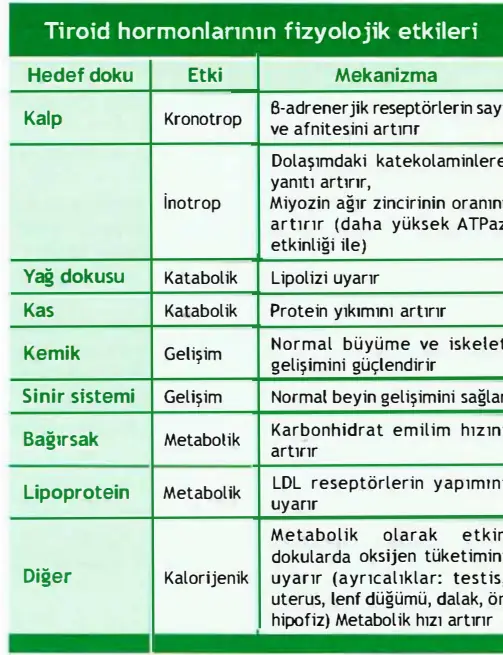 Tiroid hormonlarının fizyolojik etkileri
Hedef doku Etki Mekanizma
Kalp Kronotrop β-adrenerjik reseptörlerin say
ve afnitesini artırır
İnotrop Dolaşımdaki katekolaminlere
yanıtı artırır,
Miyozin ağır zincirinin oranın
artırır (daha yüksek ATPaz
etkinliği ile)
Yağ dokusu Katabolik Lipolizi uyarır
Kas Katabolik Protein yıkımını artırır
Kemik Gelişim Normal büyüme ve iskelet
gelişimini güçlendirir
Sinir sistemi Gelişim Normal beyin gelişimini sağlar
Bağırsak Metabolik Karbonhidrat emilim hızın
artırır
Lipoprotein Metabolik LDL reseptörlerin yapımın
uyarır
Diğer Kalorijenik Metabolik olarak etkin
dokularda oksijen tüketimin
uyarır (ayrıcalıklar: testis,
uterus, lenf düğümü, dalak, ön
hipofiz) Metabolik hızı artırır